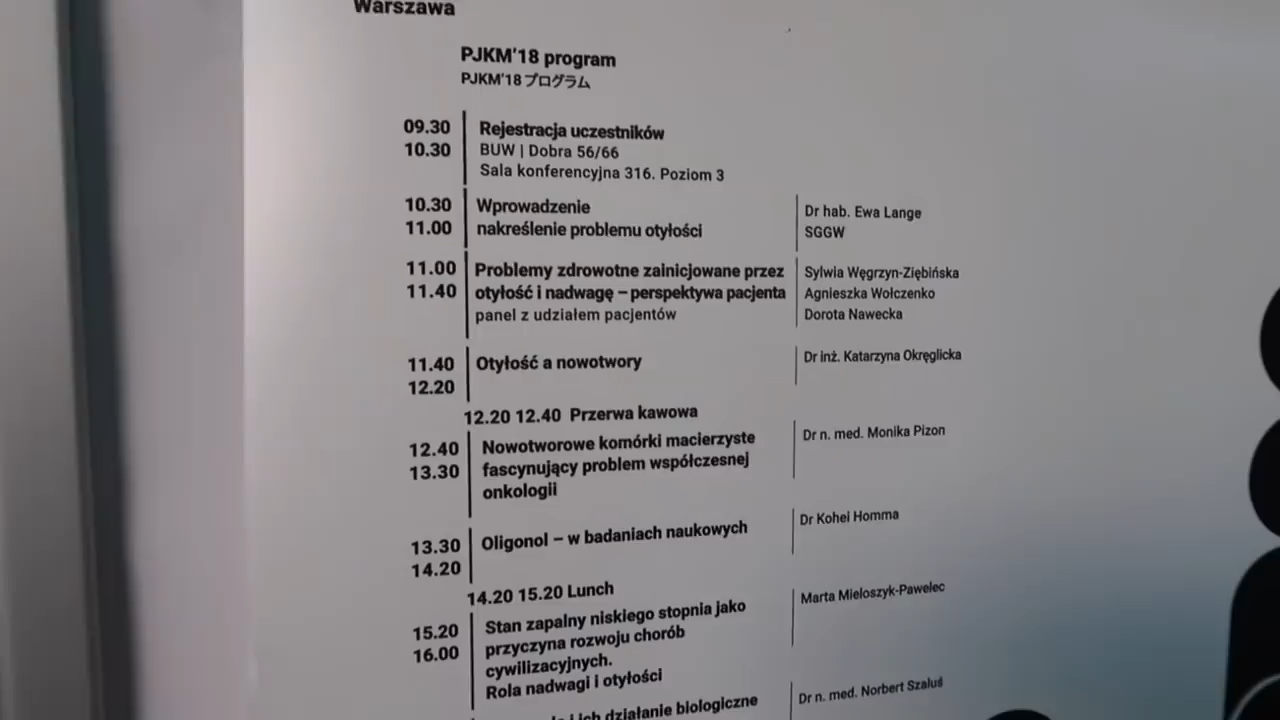 Warszawa
PJKM'18 program
PJKM'18 プログラム
09.30
10.30
Rejestracja uczestników
BUW | Dobra 56/66
Sala konferencyjna 316. Poziom 3
10.30
11.00
Wprowadzenie
nakreślenie problemu otyłości
Dr hab. Ewa Lange
SGGW
11.00
11.40
Problemy zdrowotne zainicjowane przez
otyłość i nadwagę – perspektywa pacjenta
panel z udziałem pacjentów
Sylwia Węgrzyn-Ziębińska
Agnieszka Wołczenko
Dorota Nawecka
11.40
12.20
Otyłość a nowotwory
Dr inż. Katarzyna Okręglicka
12.20 12.40 Przerwa kawowa
12.40
13.30
Nowotworowe komórki macierzyste
fascynujący problem współczesnej
onkologii
Dr n. med. Monika Pizon
13.30
14.20
Oligonol – w badaniach naukowych
Dr Kohei Homma
14.20 15.20 Lunch
15.20
16.00
Stan zapalny niskiego stopnia jako
przyczyna rozwoju chorób
cywilizacyjnych.
Rola nadwagi i otyłości
Marta Mieloszyk-Pawelec
i ich działanie biologiczne
Dr n. med. Norbert Szaluś